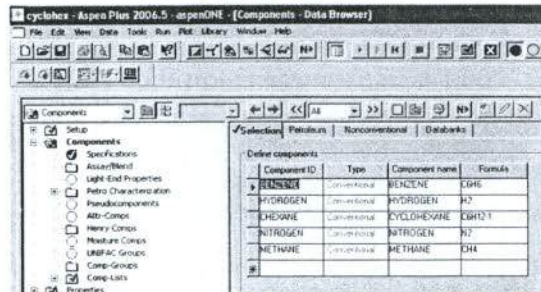 cyclohex - Aspen Plus 2006.5 - aspenONE - [Components - Data Browser]
File Edit View Data Tools Run Plot Library Window Help
Components
All
Setup
Components
Specifications
Assay/Blend
Light-End Properties
Petro Characterization
Pseudocomponents
Attr-Comps
Henry Comps
Moisture Comps
UNIFAC Groups
Comp-Groups
Comp-Lists
Properties
Selection Petroleum Nonconventional Databanks
Define components
Component ID Type Component name Formula
BENZENE Conventional BENZENE C6H6
HYDROGEN Conventional HYDROGEN H2
CHEXANE Conventional CYCLOHEXANE C6H12-1
NITROGEN Conventional NITROGEN N2
METHANE Conventional METHANE CH4